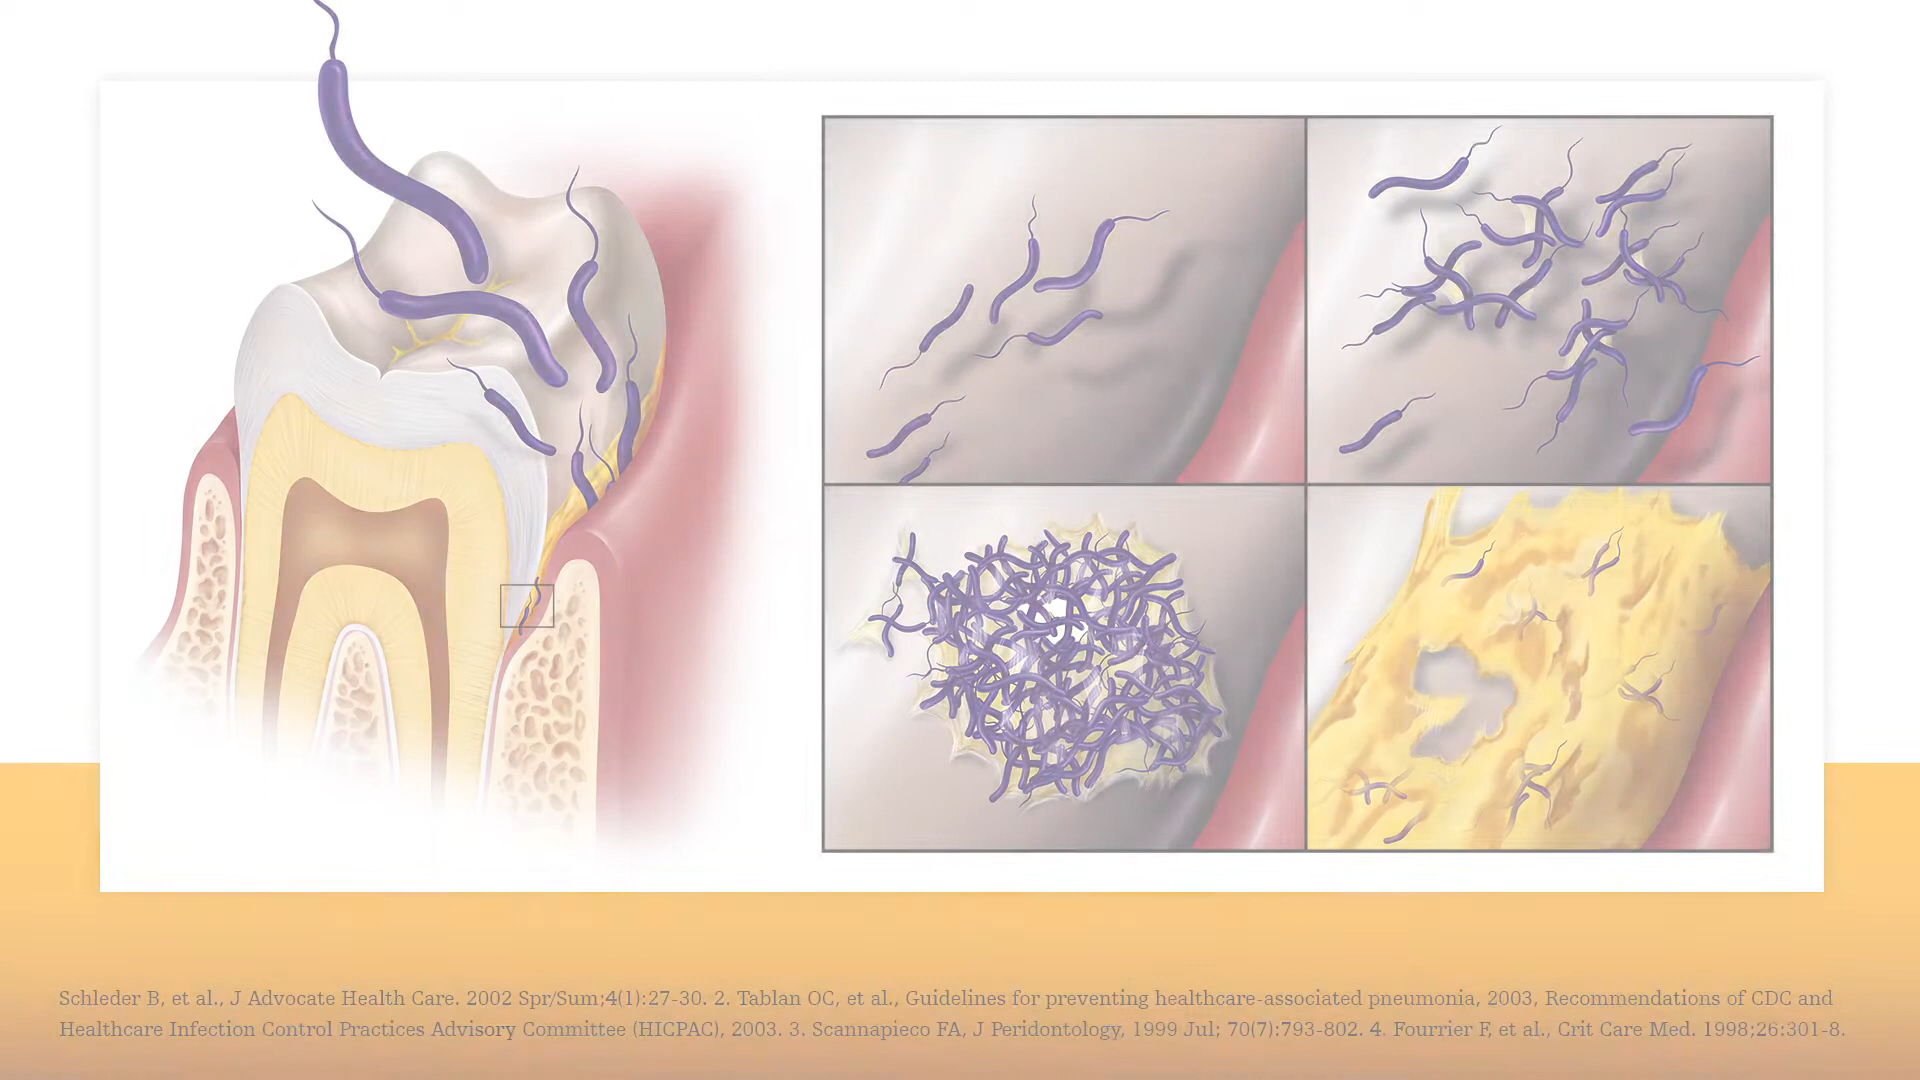 Schleder B, et al., J Advocate Health Care. 2002 Spr/Sum;4(1):27-30. 2. Tablan OC, et al., Guidelines for preventing healthcare-associated pneumonia, 2003, Recommendations of CDC and
Healthcare Infection Control Practices Advisory Committee (HICPAC), 2003. 3. Scannapieco FA, J Peridontology, 1999 Jul; 70(7):793-802. 4. Fourrier F, et al., Crit Care Med. 1998;26:301-8.